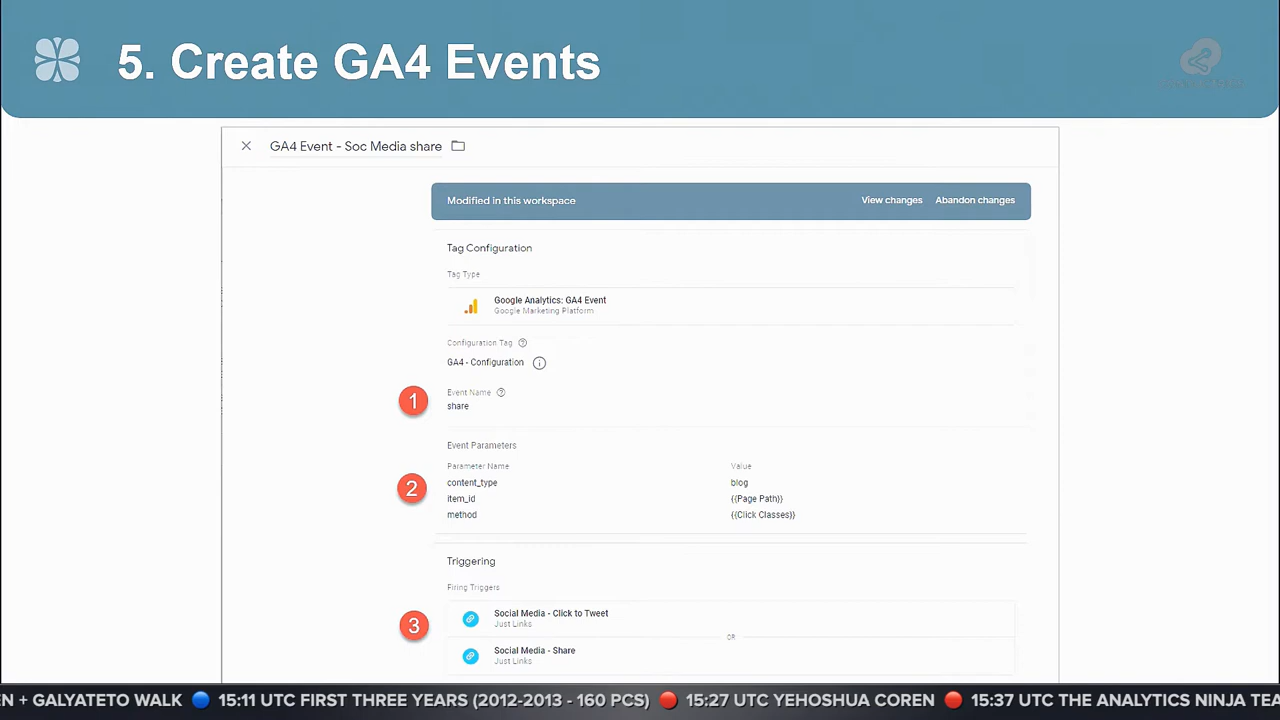 5. Create GA4 Events
GA4 Event - Soc Media share
Modified in this workspace View changes Abandon changes
Tag Configuration
Tag Type
Google Analytics: GA4 Event
Google Marketing Platform
Configuration Tag
GA4 - Configuration
1
Event Name
share
Event Parameters
Parameter Name Value
2
content_type blog
item_id {{Page Path}}
method {{Click Classes}}
Triggering
Firing Triggers
3
Social Media - Click to Tweet
Just Links
OR
Social Media - Share
Just Links
EN + GALYATETO WALK 15:11 UTC FIRST THREE YEARS (2012-2013 - 160 PCS) 15:27 UTC YEHOSHUA COREN 15:37 UTC THE ANALYTICS NINJA TEA